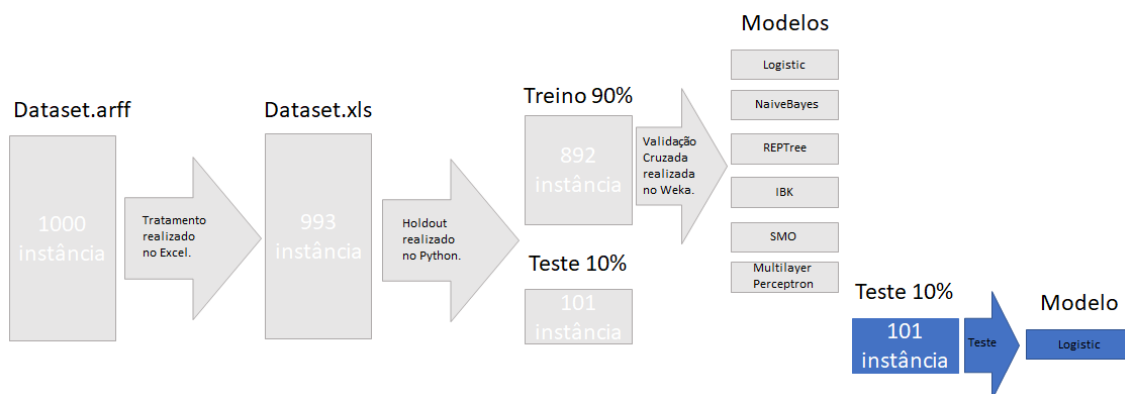 Modelos
Logistic
NaiveBayes
REPTree
IBK
SMO
Multilayer
Perceptron
Dataset.arff
1000
instância
Tratamento
realizado
no Excel.
Dataset.xls
993
instância
Holdout
realizado
no Python.
Treino 90%
892
instância
Validação
Cruzada
realizada
no Weka.
Teste 10%
101
instância
Teste 10%
101
instância
Teste
Modelo
Logistic